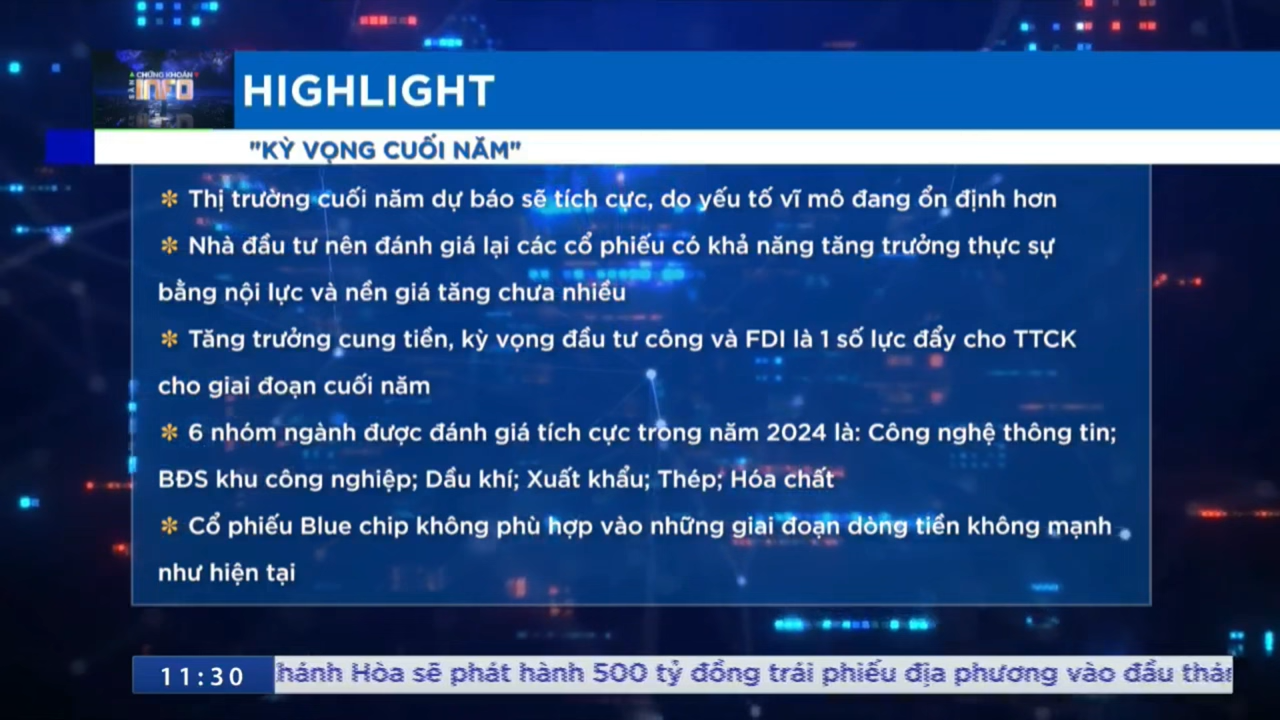 CHỨNG KHOÁN
SÀN
INFO
HIGHLIGHT
"KỲ VỌNG CUỐI NĂM"
✼ Thị trường cuối năm dự báo sẽ tích cực, do yếu tố vĩ mô đang ổn định hơn
✼ Nhà đầu tư nên đánh giá lại các cổ phiếu có khả năng tăng trưởng thực sự
bằng nội lực và nền giá tăng chưa nhiều
✼ Tăng trưởng cung tiền, kỳ vọng đầu tư công và FDI là 1 số lực đẩy cho TTCK
cho giai đoạn cuối năm
✼ 6 nhóm ngành được đánh giá tích cực trong năm 2024 là: Công nghệ thông tin;
BĐS khu công nghiệp; Dầu khí; Xuất khẩu; Thép; Hóa chất
✼ Cổ phiếu Blue chip không phù hợp vào những giai đoạn dòng tiền không mạnh
như hiện tại
11:30
hánh Hòa sẽ phát hành 500 tỷ đồng trái phiếu địa phương vào đầu thán